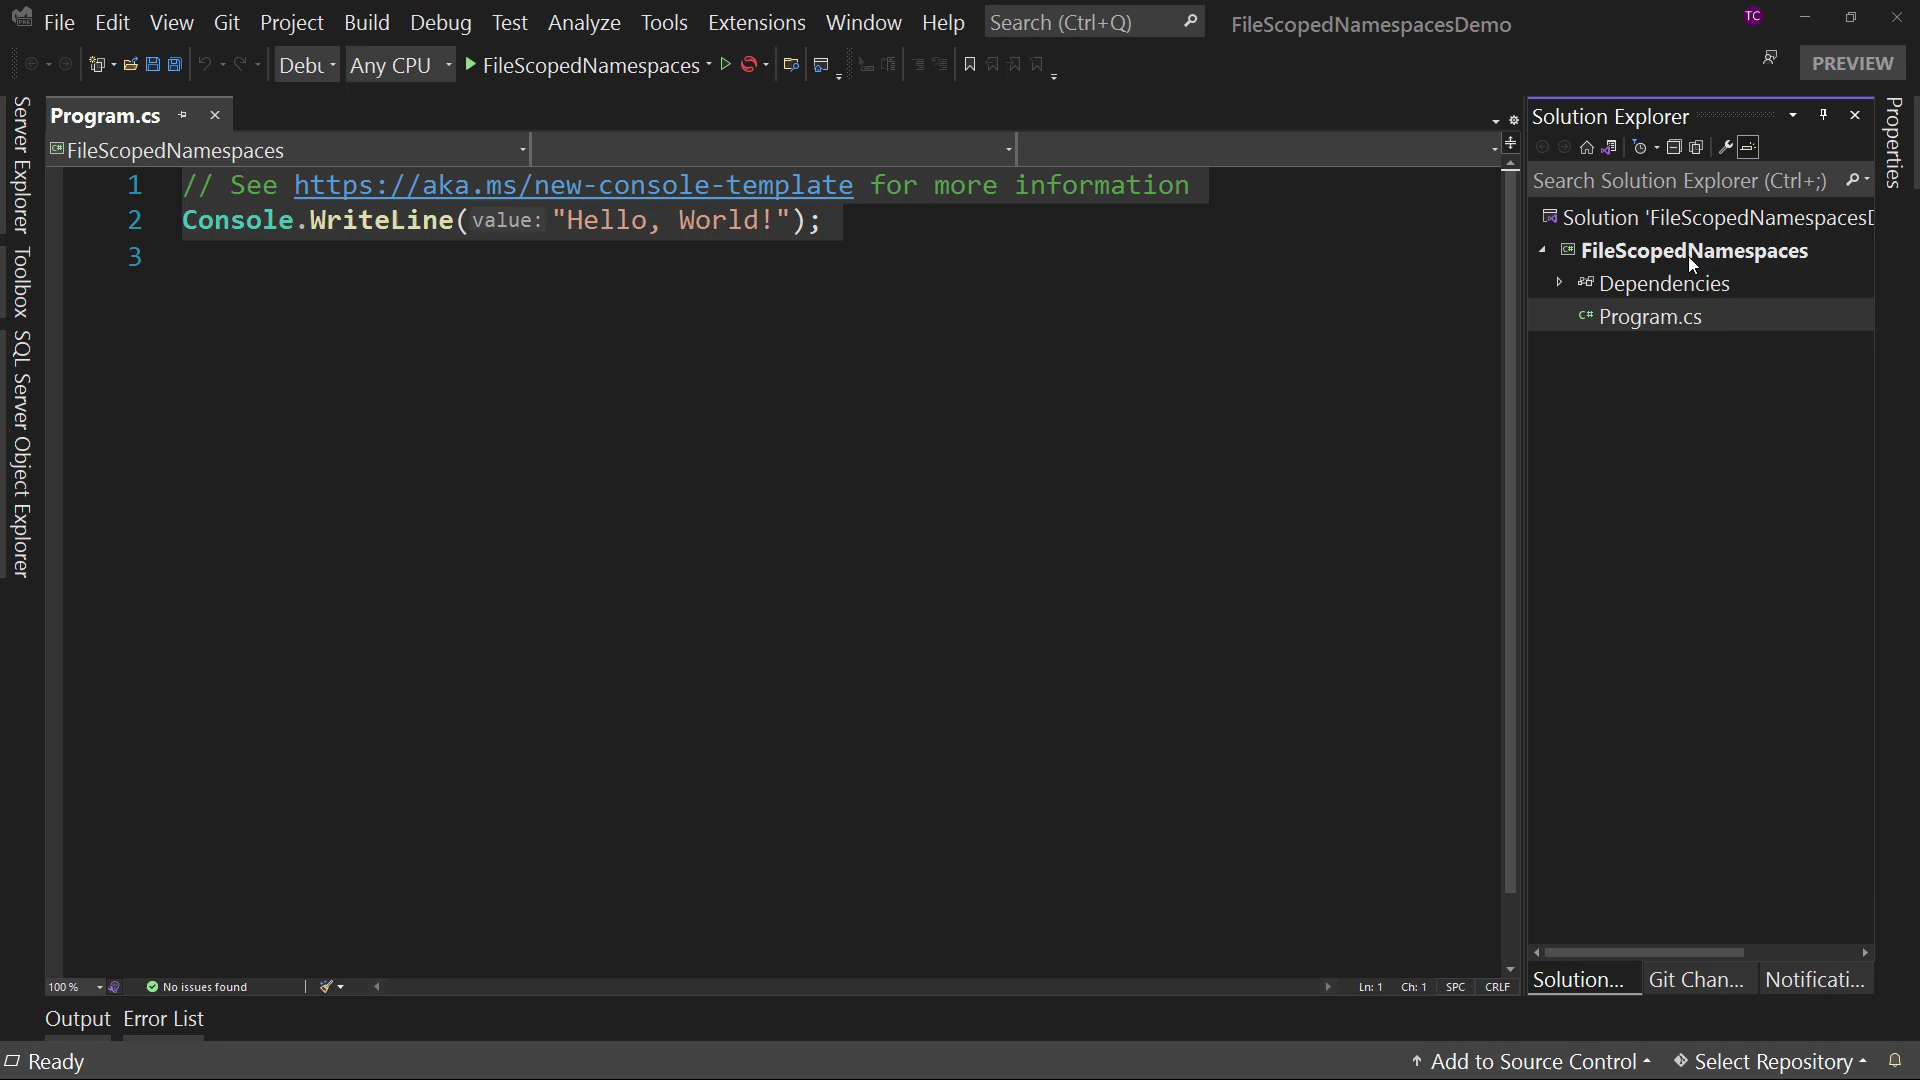 File Edit View Git Project Build Debug Test Analyze Tools Extensions Window Help Search (Ctrl+Q) FileScopedNamespacesDemo TC
Debu Any CPU FileScopedNamespaces PREVIEW
Server Explorer
Toolbox
SQL Server Object Explorer
Program.cs
FileScopedNamespaces
1 // See https://aka.ms/new-console-template for more information
2 Console.WriteLine(value: "Hello, World!");
3
Solution Explorer
Search Solution Explorer (Ctrl+;)
Solution 'FileScopedNamespacesD
FileScopedNamespaces
Dependencies
C# Program.cs
Properties
100 % No issues found Ln: 1 Ch: 1 SPC CRLF
Solution... Git Chan... Notificati...
Output Error List
Ready Add to Source Control Select Repository